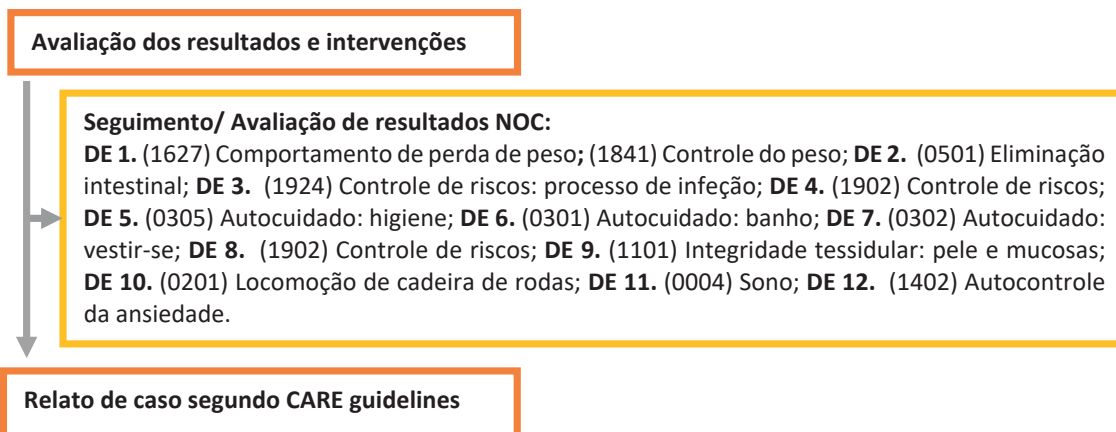 Avaliação dos resultados e intervenções
Seguimento/ Avaliação de resultados NOC:
DE 1. (1627) Comportamento de perda de peso; (1841) Controle do peso; DE 2. (0501) Eliminação
intestinal; DE 3. (1924) Controle de riscos: processo de infeção; DE 4. (1902) Controle de riscos;
DE 5. (0305) Autocuidado: higiene; DE 6. (0301) Autocuidado: banho; DE 7. (0302) Autocuidado:
vestir-se; DE 8. (1902) Controle de riscos; DE 9. (1101) Integridade tessidular: pele e mucosas;
DE 10. (0201) Locomoção de cadeira de rodas; DE 11. (0004) Sono; DE 12. (1402) Autocontrole
da ansiedade.
Relato de caso segundo CARE guidelines